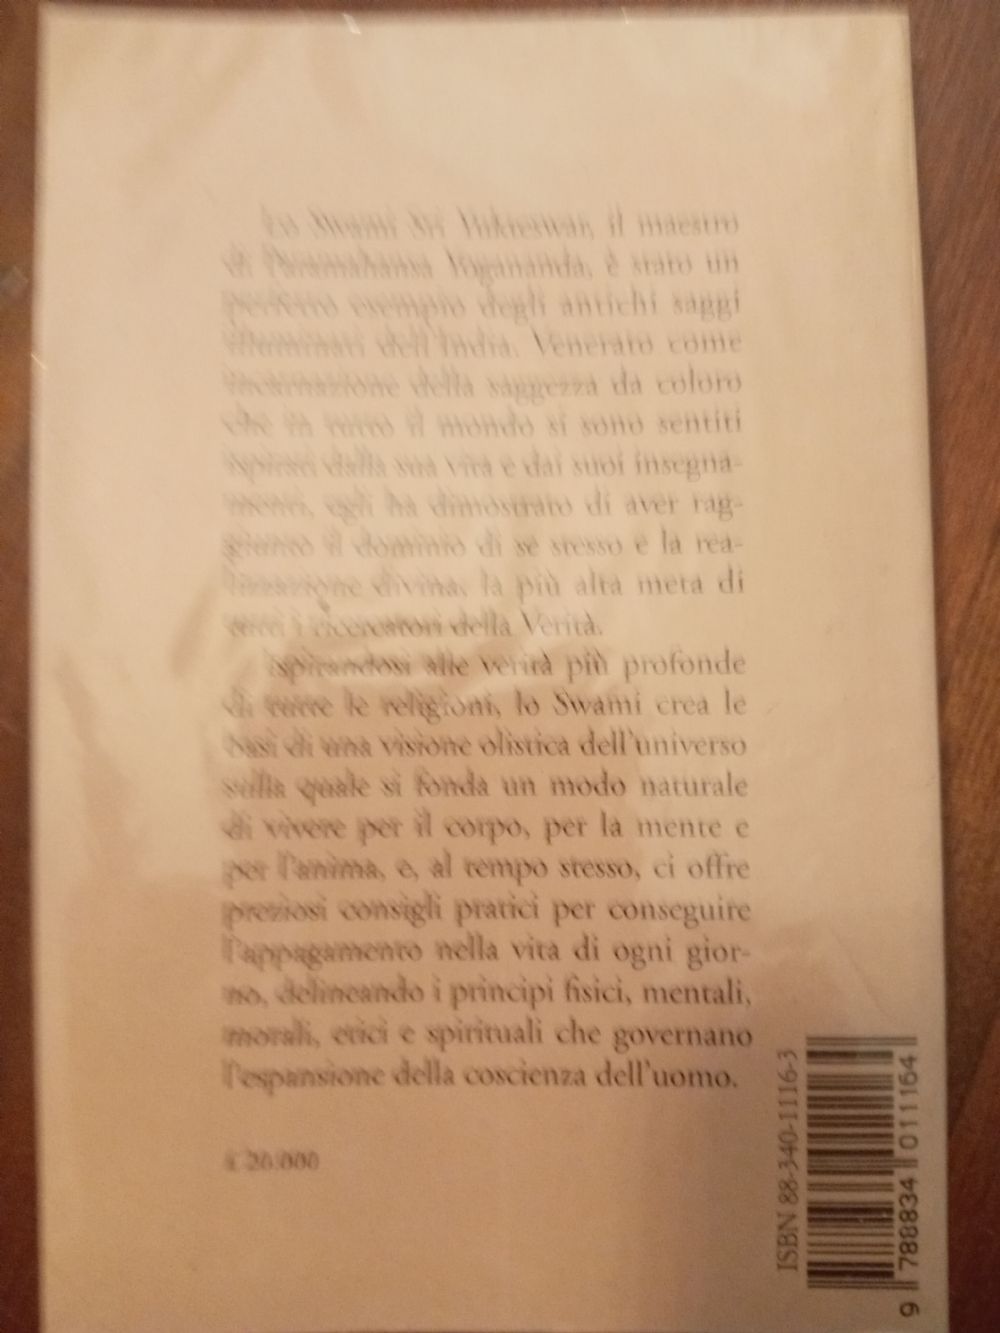 Lo Swami Sri Yukteswar, il maestro
di Paramahansa Yogananda, è stato un
perfetto esempio degli antichi saggi
illuminati dell'India. Venerato come
incarnazione della saggezza da coloro
che in tutto il mondo si sono sentiti
ispirati dalla sua vita e dai suoi insegna-
menti, egli ha dimostrato di aver rag-
giunto il dominio di se stesso e la rea-
lizzazione divina, la più alta meta di
tutti i ricercatori della Verità.
Ispirandosi alle verità più profonde
di tutte le religioni, lo Swami crea le
basi di una visione olistica dell'universo
sulla quale si fonda un modo naturale
di vivere per il corpo, per la mente e
per l'anima, e, al tempo stesso, ci offre
preziosi consigli pratici per conseguire
l'appagamento nella vita di ogni gior-
no, delineando i principi fisici, mentali,
morali, etici e spirituali che governano
l'espansione della coscienza dell'uomo.
£ 20.000
ISBN 88-340-1116-3
9 788834 011164